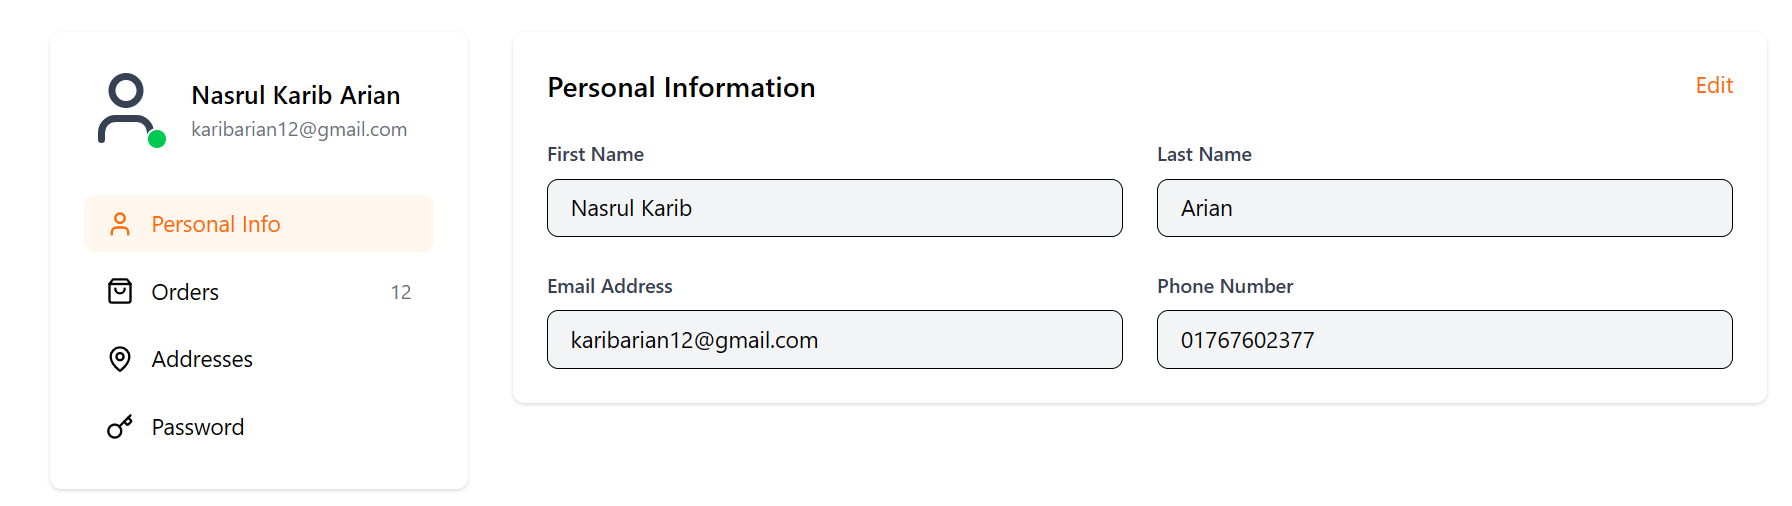 Nasrul Karib Arian
karibarian12@gmail.com
Personal Info
Orders 12
Addresses
Password
Personal Information Edit
First Name Last Name
Nasrul Karib Arian
Email Address Phone Number
karibarian12@gmail.com 01767602377